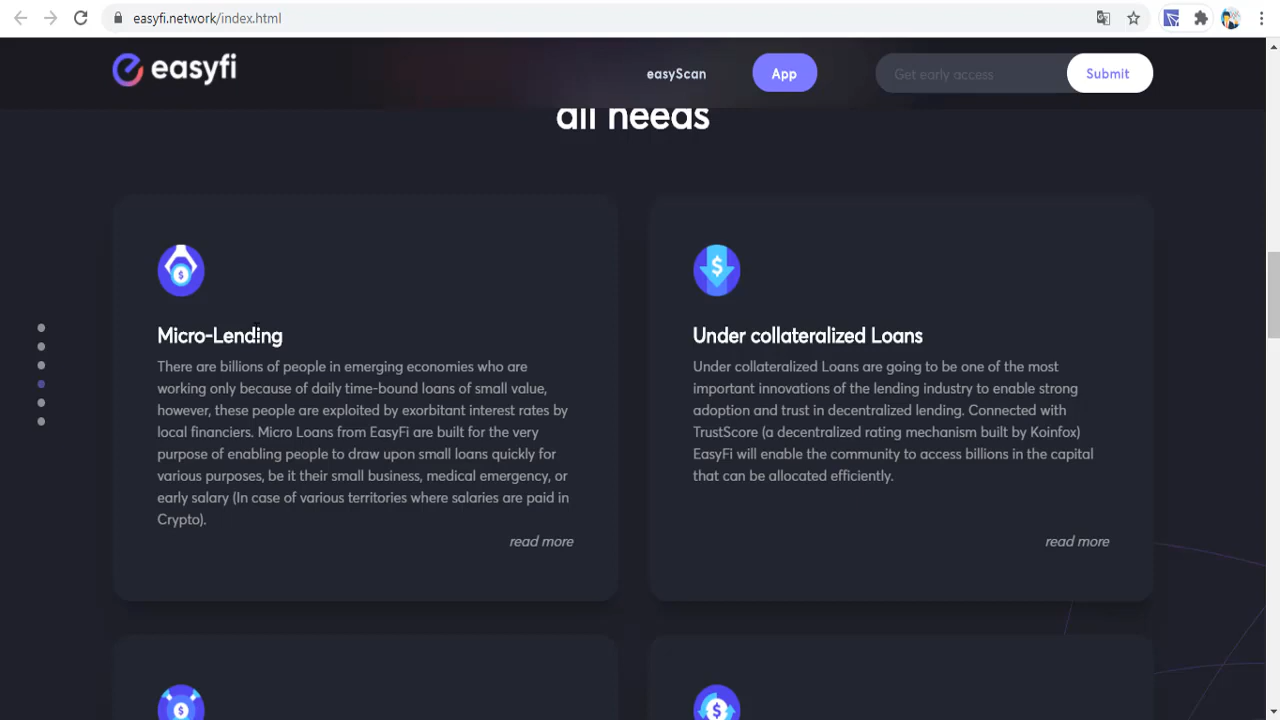 easyfi.network/index.html
easyfi
easyScan
App
Get early access
Submit
all needs
Micro-Lending
There are billions of people in emerging economies who are
working only because of daily time-bound loans of small value,
however, these people are exploited by exorbitant interest rates by
local financiers. Micro Loans from EasyFi are built for the very
purpose of enabling people to draw upon small loans quickly for
various purposes, be it their small business, medical emergency, or
early salary (In case of various territories where salaries are paid in
Crypto).
read more
Under collateralized Loans
Under collateralized Loans are going to be one of the most
important innovations of the lending industry to enable strong
adoption and trust in decentralized lending. Connected with
TrustScore (a decentralized rating mechanism built by Koinfox)
EasyFi will enable the community to access billions in the capital
that can be allocated efficiently.
read more